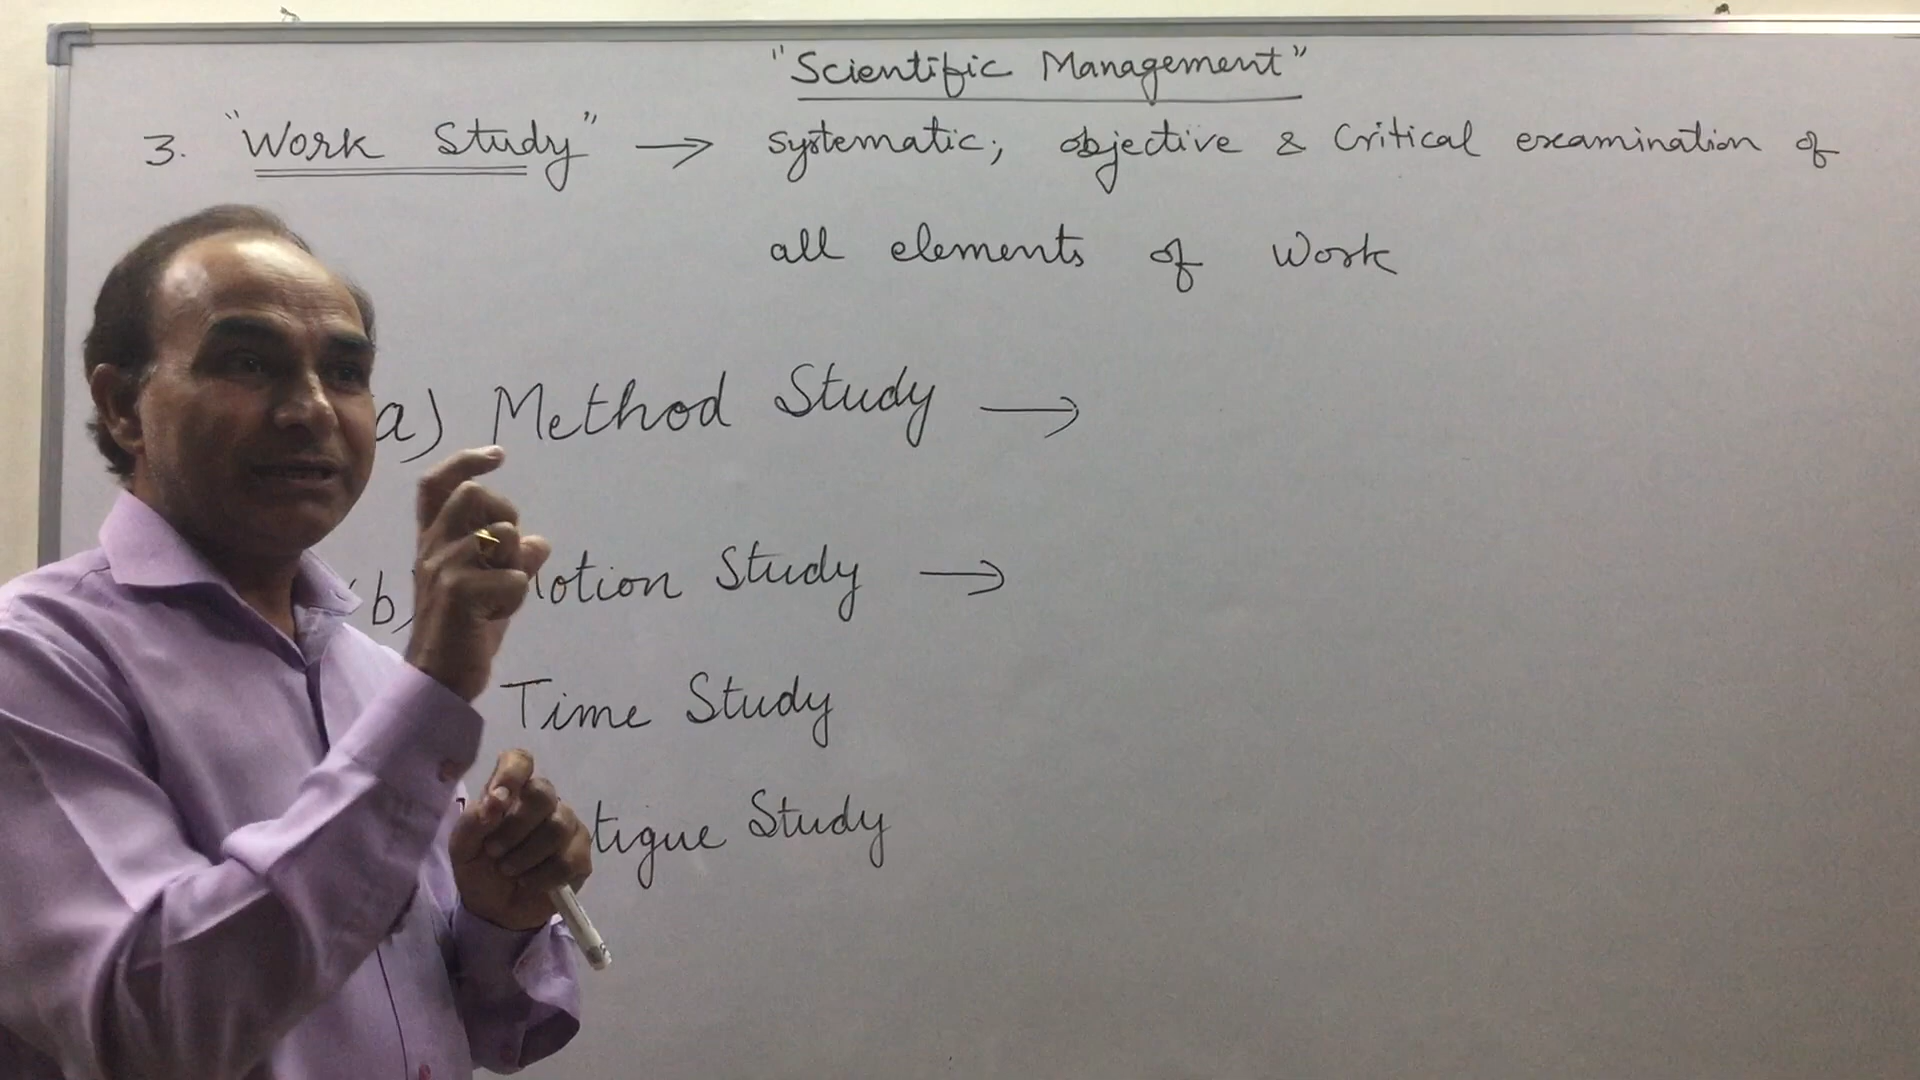 "Scientific Management"
3. "Work Study" → systematic, objective & Critical examination of
all elements of Work
a) Method Study →
b) Motion Study →
Time Study
tigue Study